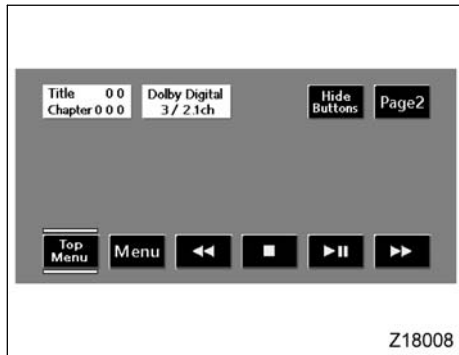 Title 0 0
Chapter 0 0 0
Dolby Digital
3 / 2.1ch
Hide
Buttons
Page2
Top
Menu
Menu
Z18008